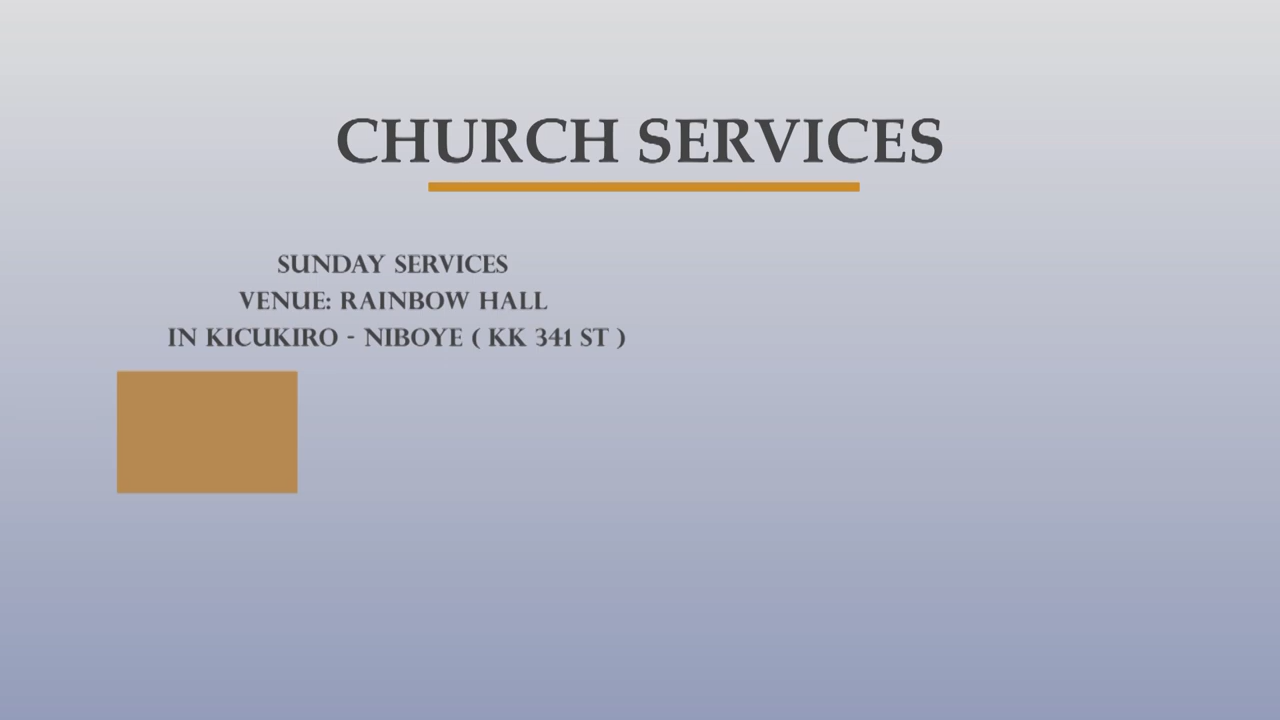 CHURCH SERVICES
SUNDAY SERVICES
VENUE: RAINBOW HALL
IN KICUKIRO - NIBOYE ( KK 341 ST )